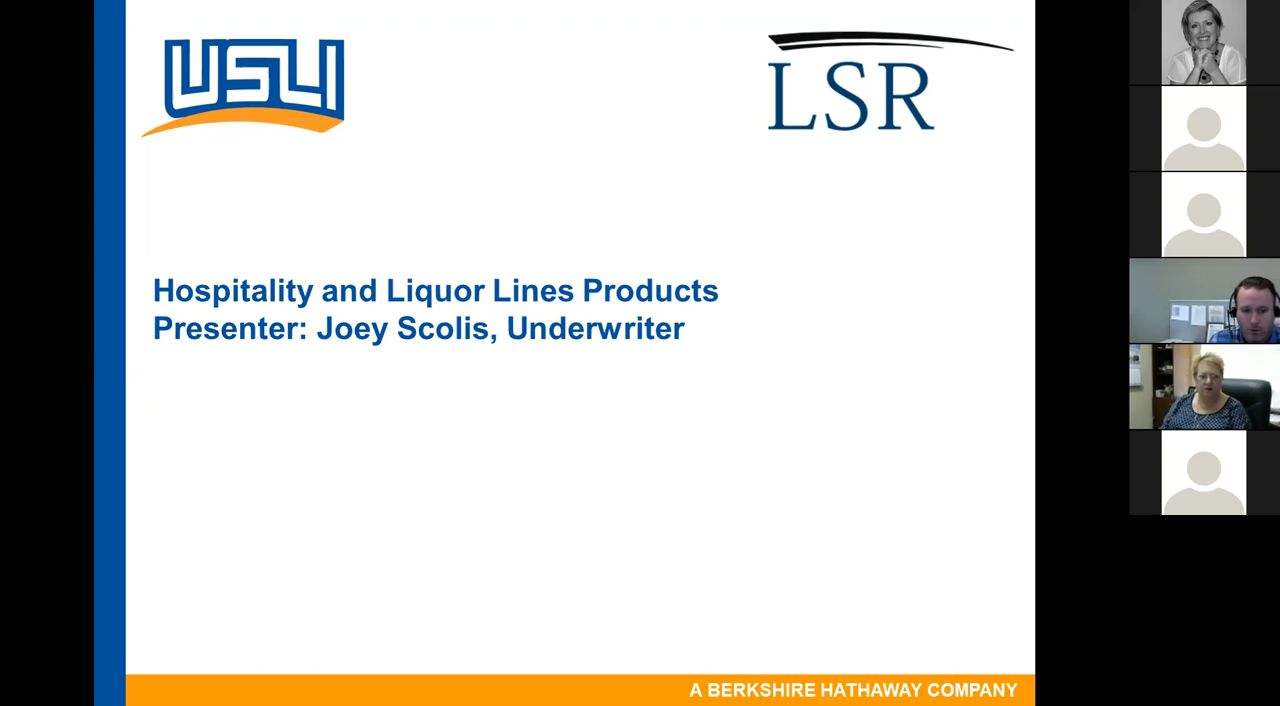 USLI
LSR
Hospitality and Liquor Lines Products
Presenter: Joey Scolis, Underwriter
A BERKSHIRE HATHAWAY COMPANY